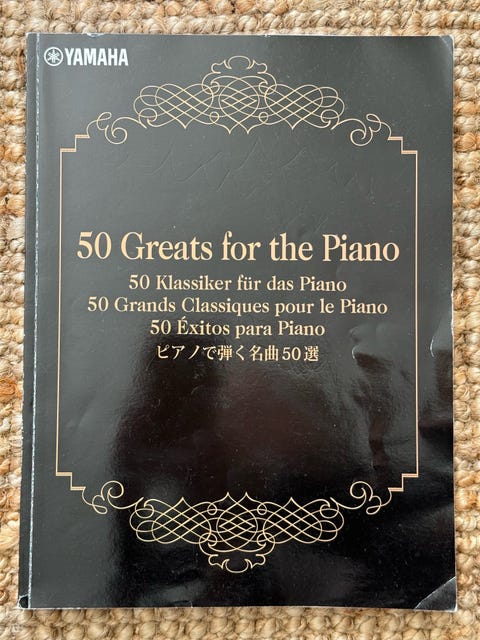 YAMAHA
50 Greats for the Piano
50 Klassiker für das Piano
50 Grands Classiques pour le Piano
50 Éxitos para Piano
ピアノで弾く名曲50選